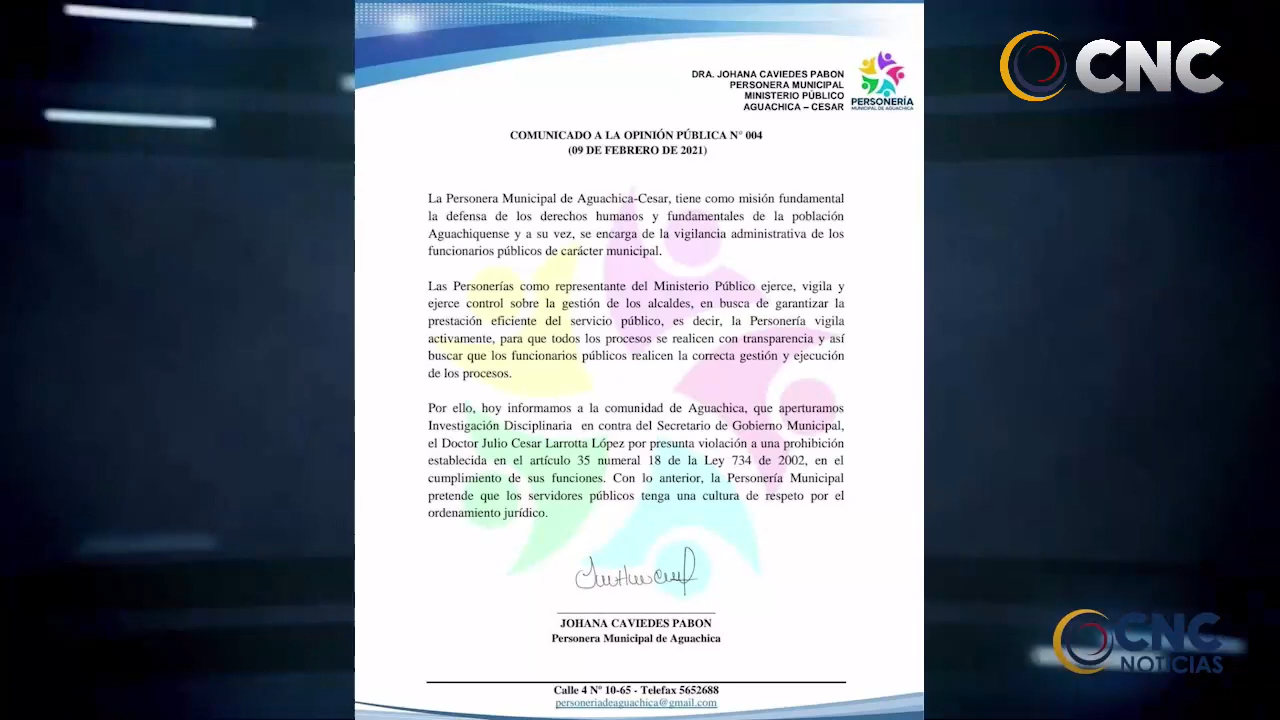 CNC
DRA. JOHANA CAVIEDES PABON
PERSONERA MUNICIPAL
MINISTERIO PÚBLICO
AGUACHICA – CESAR
PERSONERÍA
MUNICIPAL DE AGUACHICA
COMUNICADO A LA OPINIÓN PÚBLICA N° 004
(09 DE FEBRERO DE 2021)
La Personera Municipal de Aguachica-Cesar, tiene como misión fundamental
la defensa de los derechos humanos y fundamentales de la población
Aguachiquense y a su vez, se encarga de la vigilancia administrativa de los
funcionarios públicos de carácter municipal.
Las Personerías como representante del Ministerio Público ejerce, vigila y
ejerce control sobre la gestión de los alcaldes, en busca de garantizar la
prestación eficiente del servicio público, es decir, la Personería vigila
activamente, para que todos los procesos se realicen con transparencia y así
buscar que los funcionarios públicos realicen la correcta gestión y ejecución
de los procesos.
Por ello, hoy informamos a la comunidad de Aguachica, que aperturamos
Investigación Disciplinaria en contra del Secretario de Gobierno Municipal,
el Doctor Julio Cesar Larrotta López por presunta violación a una prohibición
establecida en el artículo 35 numeral 18 de la Ley 734 de 2002, en el
cumplimiento de sus funciones. Con lo anterior, la Personería Municipal
pretende que los servidores públicos tenga una cultura de respeto por el
ordenamiento jurídico.
JOHANA CAVIEDES PABON
Personera Municipal de Aguachica
Calle 4 Nº 10-65 - Telefax 5652688
personeriadeaguachica@gmail.com
CNC
NOTICIAS